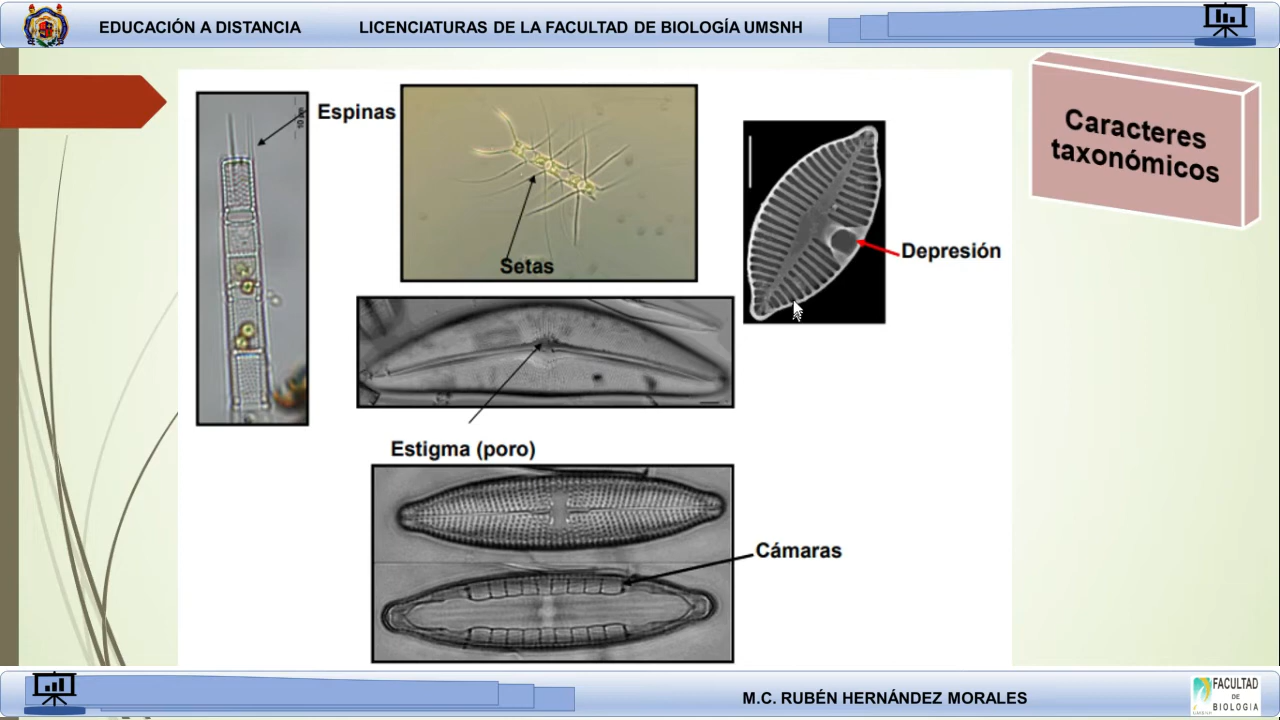 EDUCACIÓN A DISTANCIA
LICENCIATURAS DE LA FACULTAD DE BIOLOGÍA UMSNH
Caracteres
taxonómicos
Espinas
Setas
Depresión
Estigma (poro)
Cámaras
M.C. RUBÉN HERNÁNDEZ MORALES
FACULTAD
DE
BIOLOGIA